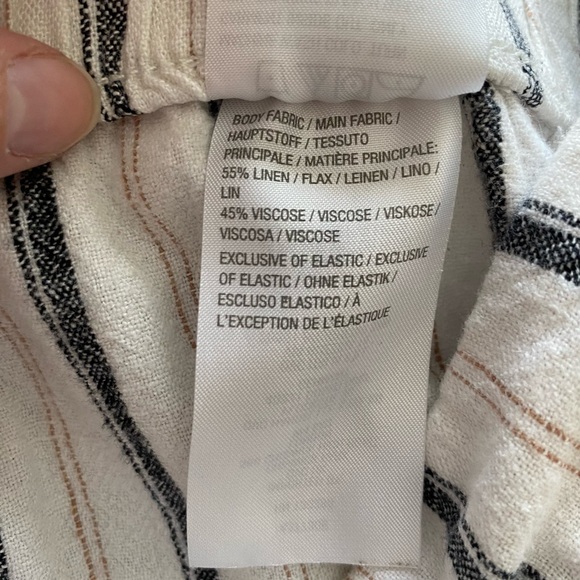 BODY FABRIC / MAIN FABRIC /
HAUPTSTOFF / TESSUTO
PRINCIPALE / MATIÈRE PRINCIPALE:
55% LINEN / FLAX / LEINEN / LINO /
LIN
45% VISCOSE / VISCOSE / VISKOSE/
VISCOSA / VISCOSE
EXCLUSIVE OF ELASTIC / EXCLUSIVE
OF ELASTIC / OHNE ELASTIK /
ESCLUSO ELASTICO / À
L'EXCEPTION DE L'ÉLASTIQUE